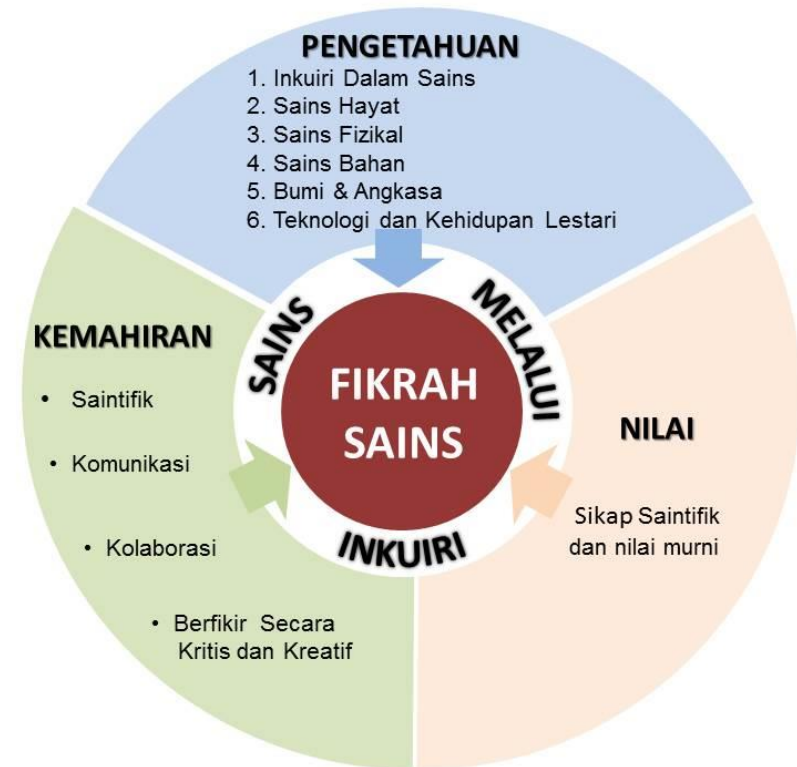 PENGETAHUAN
1. Inkuiri Dalam Sains
2. Sains Hayat
3. Sains Fizikal
4. Sains Bahan
5. Bumi & Angkasa
6. Teknologi dan Kehidupan Lestari
SAINS
MELALUI
INKUIRI
FIKRAH
SAINS
KEMAHIRAN
• Saintifik
• Komunikasi
• Kolaborasi
• Berfikir Secara
Kritis dan Kreatif
NILAI
Sikap Saintifik
dan nilai murni